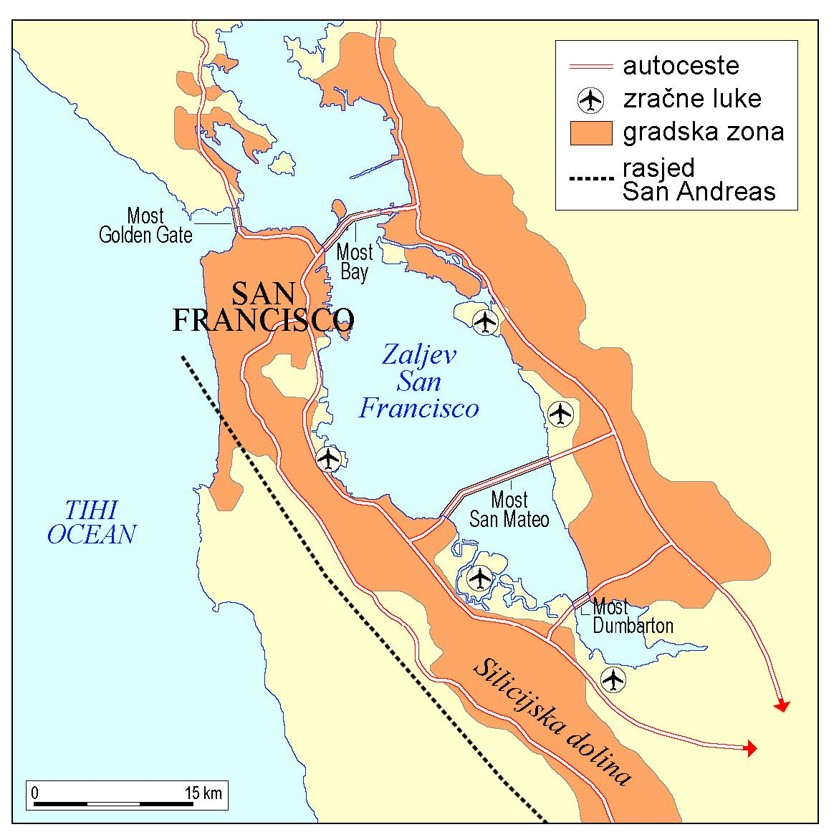 autoceste
zračne luke
gradska zona
rasjed
San Andreas
Most
Golden Gate
Most
Bay
SAN
FRANCISCO
Zaljev
San
Francisco
TIHI
OCEAN
Most
San Mateo
Most
Dumbarton
Silicijska dolina
0 15 km